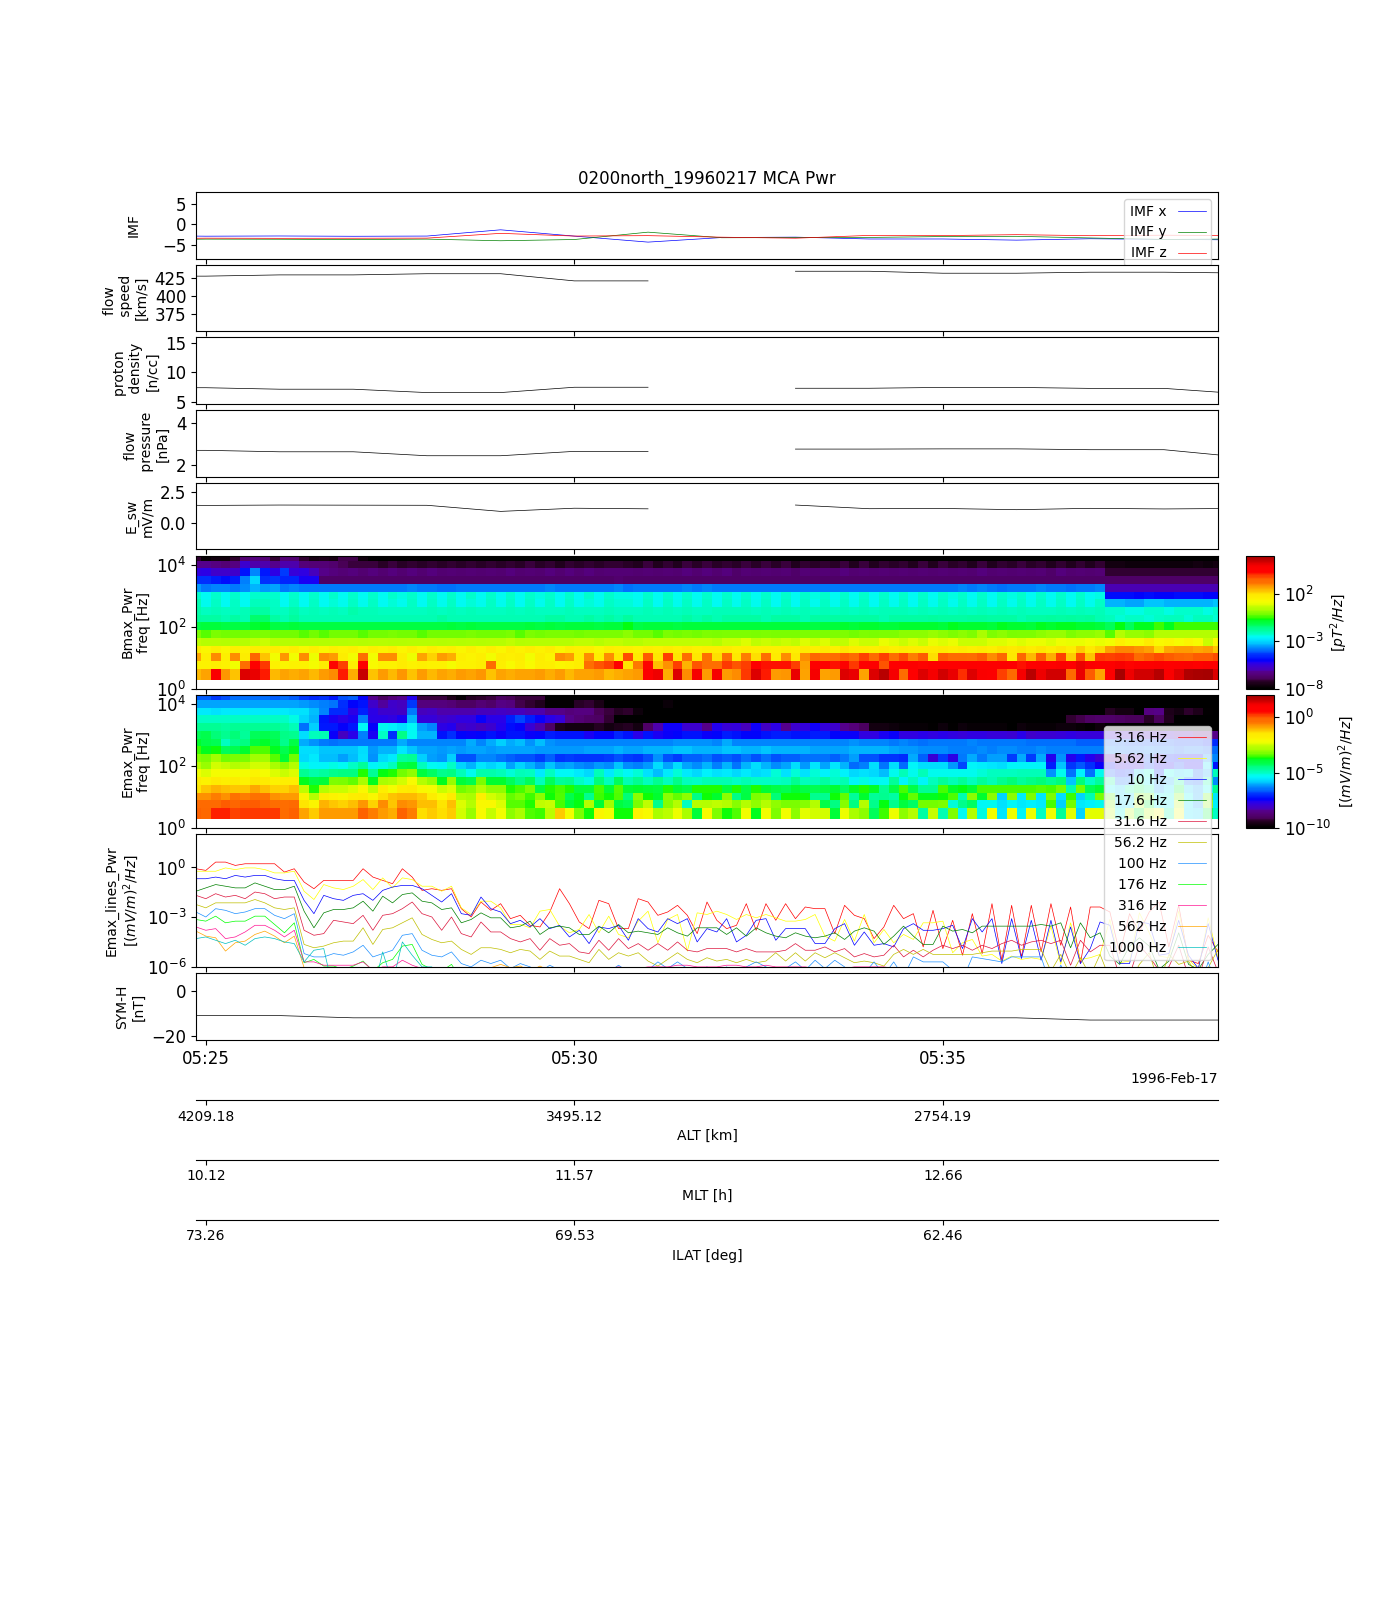 0200north_19960217 MCA Pwr
5
0
−5
IMF
IMF x
IMF y
IMF z
425
400
375
flow
speed
[km/s]
15
10
5
proton
density
[n/cc]
4
2
flow
pressure
[nPa]
2.5
0.0
E_sw
mV/m
10^4
10^2
10^0
Bmax_Pwr
freq [Hz]
10^2
10^−3
10^−8
[pT^2/Hz]
10^4
10^2
10^0
Emax_Pwr
freq [Hz]
10^0
10^−5
10^−10
[(mV/m)^2/Hz]
3.16 Hz
5.62 Hz
10 Hz
17.6 Hz
31.6 Hz
56.2 Hz
100 Hz
176 Hz
316 Hz
562 Hz
1000 Hz
10^0
10^−3
10^−6
Emax_lines_Pwr
[(mV/m)^2/Hz]
0
−20
SYM-H
[nT]
05:25 05:30 05:35
1996-Feb-17
4209.18 3495.12 2754.19
ALT [km]
10.12 11.57 12.66
MLT [h]
73.26 69.53 62.46
ILAT [deg]